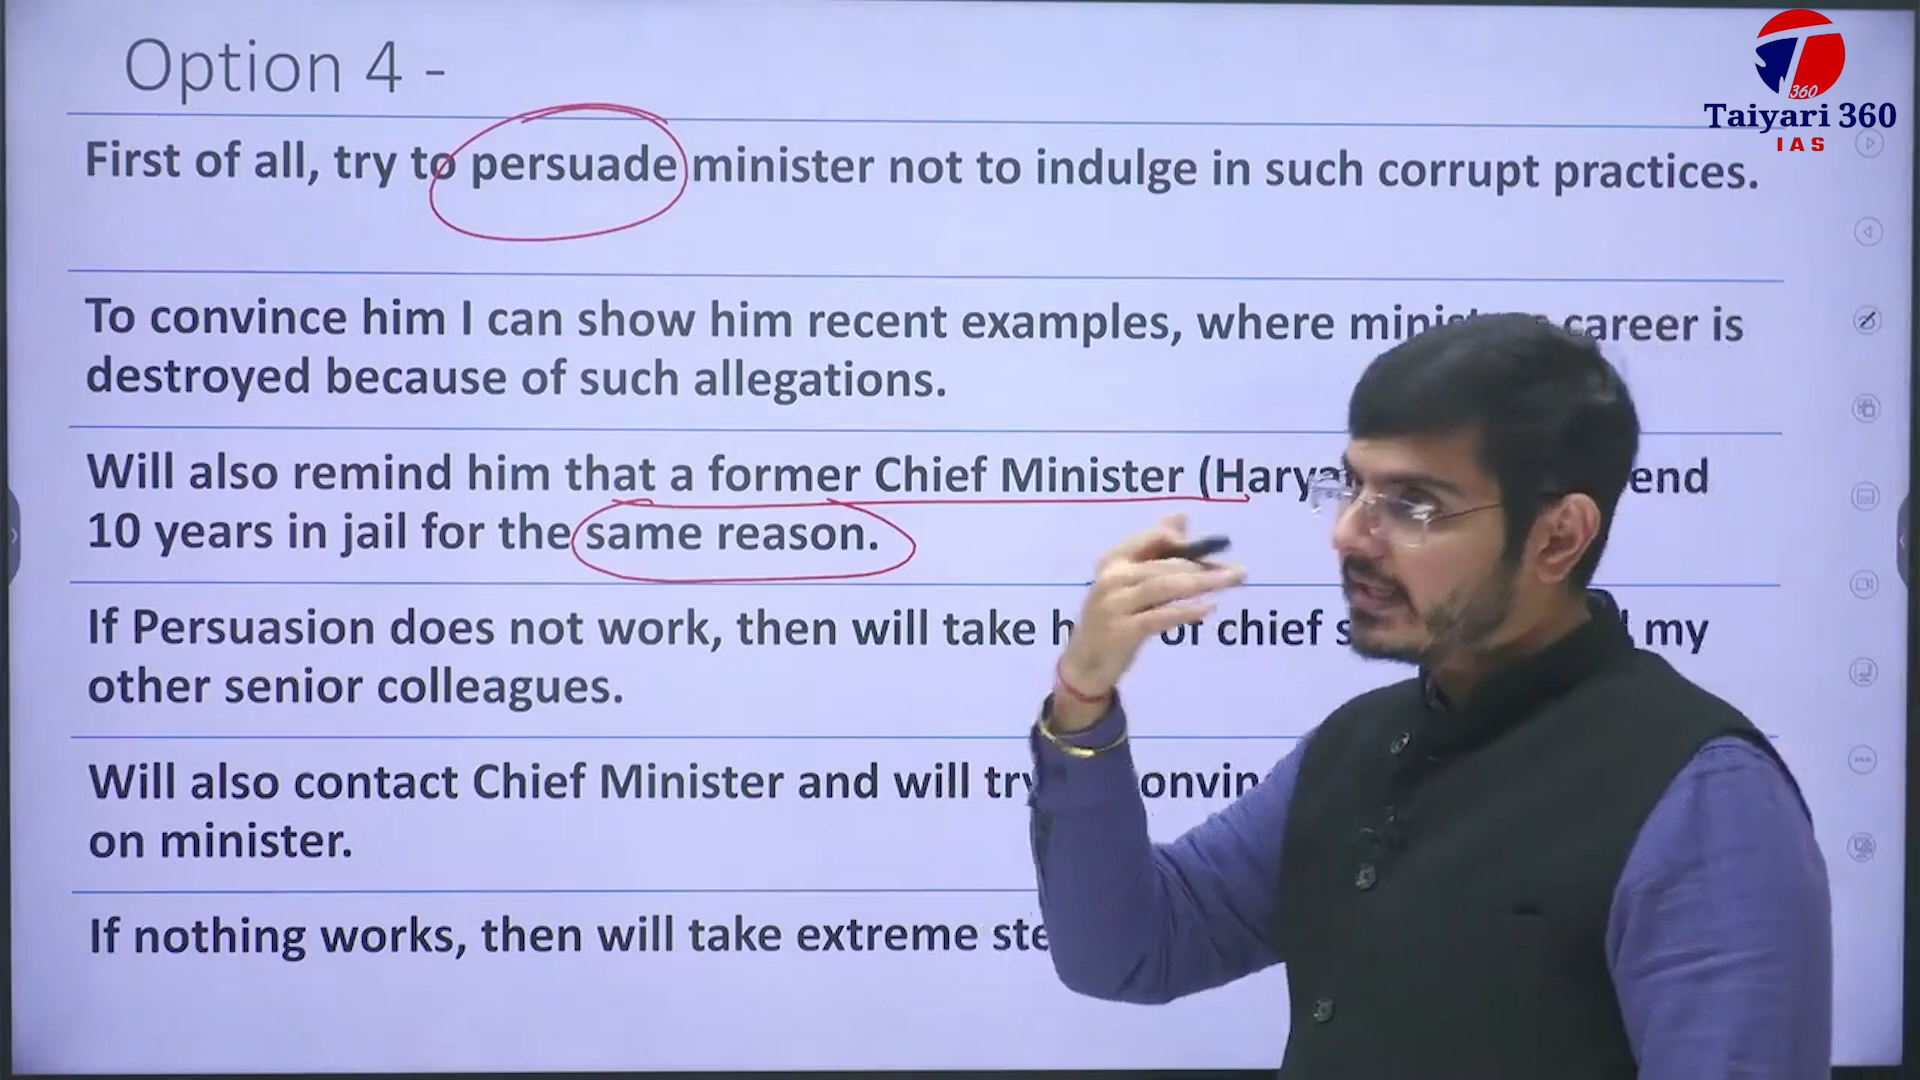 Option 4 -
360
Taiyari 360
IAS
First of all, try to persuade minister not to indulge in such corrupt practices.
To convince him I can show him recent examples, where career is
destroyed because of such allegations.
Will also remind him that a former Chief Minister
10 years in jail for the same reason.
If Persuasion does not work, then will take of chief my
other senior colleagues.
Will also contact Chief Minister and will
on minister.
If nothing works, then will take extreme